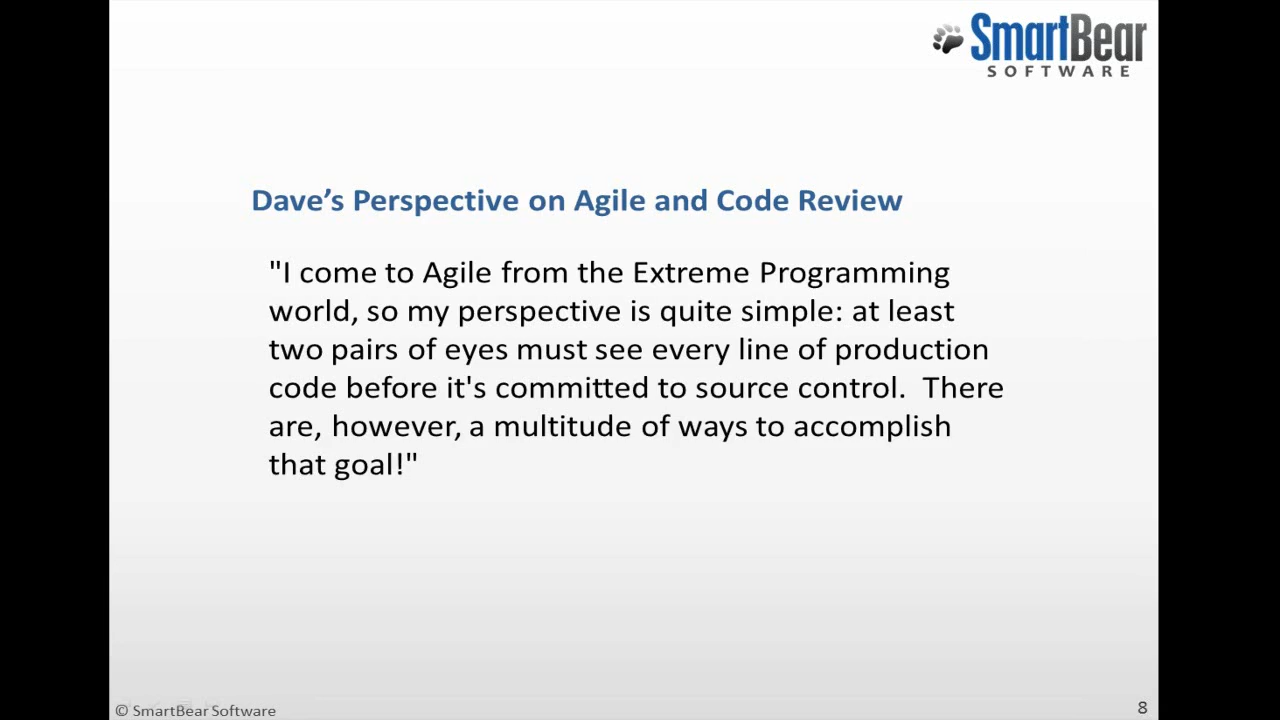 SmartBear
SOFTWARE
Dave’s Perspective on Agile and Code Review
"I come to Agile from the Extreme Programming
world, so my perspective is quite simple: at least
two pairs of eyes must see every line of production
code before it's committed to source control.  There
are, however, a multitude of ways to accomplish
that goal!"
© SmartBear Software
8